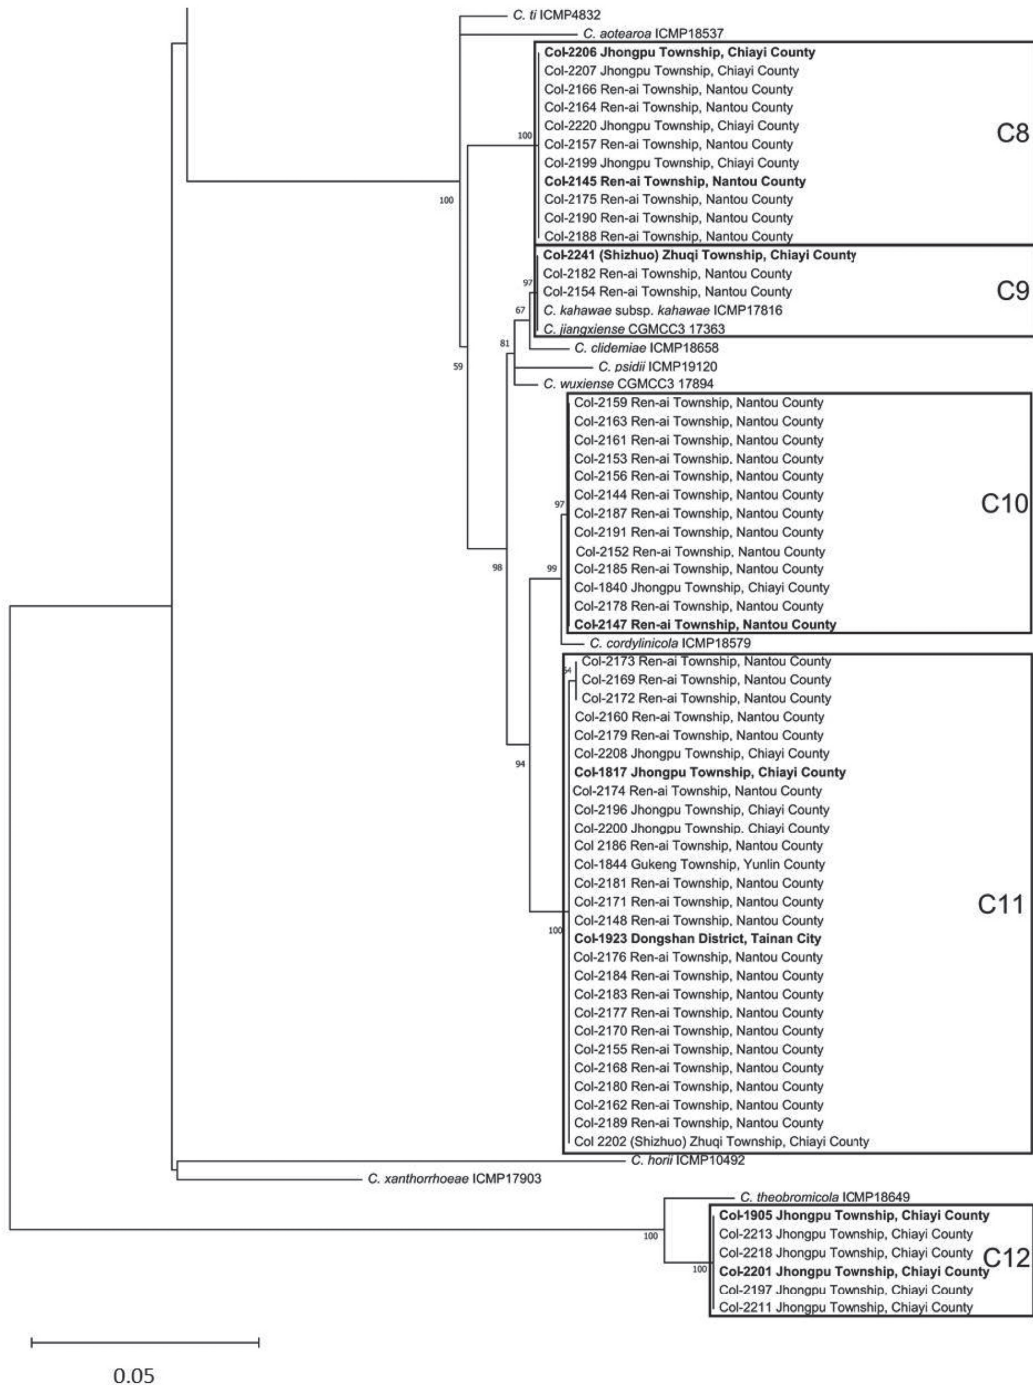 C. ti ICMP4832
C. aotearoa ICMP18537
Col-2206 Jhongpu Township, Chiayi County
Col-2207 Jhongpu Township, Chiayi County
Col-2166 Ren-ai Township, Nantou County
Col-2164 Ren-ai Township, Nantou County
Col-2220 Jhongpu Township, Chiayi County
C8
100
Col-2157 Ren-ai Township, Nantou County
Col-2199 Jhongpu Township, Chiayi County
Col-2145 Ren-ai Township, Nantou County
Col-2175 Ren-ai Township, Nantou County
100
Col-2190 Ren-ai Township, Nantou County
Col-2188 Ren-ai Township, Nantou County
Col-2241 (Shizhuo) Zhuqi Township, Chiayi County
Col-2182 Ren-ai Township, Nantou County
97
Col-2154 Ren-ai Township, Nantou County
C9
67
C. kahawae subsp. kahawae ICMP17816
C. jiangxiense CGMCC3 17363
81
C. clidemiae ICMP18658
59
C. psidii ICMP19120
C. wuxiense CGMCC3 17894
Col-2159 Ren-ai Township, Nantou County
Col-2163 Ren-ai Township, Nantou County
Col-2161 Ren-ai Township, Nantou County
Col-2153 Ren-ai Township, Nantou County
Col-2156 Ren-ai Township, Nantou County
Col-2144 Ren-ai Township, Nantou County
C10
97
Col-2187 Ren-ai Township, Nantou County
Col-2191 Ren-ai Township, Nantou County
Col-2152 Ren-ai Township, Nantou County
98
99
Col-2185 Ren-ai Township, Nantou County
Col-1840 Jhongpu Township, Chiayi County
Col-2178 Ren-ai Township, Nantou County
Col-2147 Ren-ai Township, Nantou County
C. cordylinicola ICMP18579
Col-2173 Ren-ai Township, Nantou County
Col-2169 Ren-ai Township, Nantou County
Col-2172 Ren-ai Township, Nantou County
Col-2160 Ren-ai Township, Nantou County
Col-2179 Ren-ai Township, Nantou County
Col-2208 Jhongpu Township, Chiayi County
94
Col-1817 Jhongpu Township, Chiayi County
Col-2174 Ren-ai Township, Nantou County
Col-2196 Jhongpu Township, Chiayi County
Col-2200 Jhongpu Township, Chiayi County
Col 2186 Ren-ai Township, Nantou County
Col-1844 Gukeng Township, Yunlin County
Col-2181 Ren-ai Township, Nantou County
C11
Col-2171 Ren-ai Township, Nantou County
Col-2148 Ren-ai Township, Nantou County
100
Col-1923 Dongshan District, Tainan City
Col-2176 Ren-ai Township, Nantou County
Col-2184 Ren-ai Township, Nantou County
Col-2183 Ren-ai Township, Nantou County
Col-2177 Ren-ai Township, Nantou County
Col-2170 Ren-ai Township, Nantou County
Col-2155 Ren-ai Township, Nantou County
Col-2168 Ren-ai Township, Nantou County
Col-2180 Ren-ai Township, Nantou County
Col-2162 Ren-ai Township, Nantou County
Col-2189 Ren-ai Township, Nantou County
Col 2202 (Shizhuo) Zhuqi Township, Chiayi County
C. horii ICMP10492
C. xanthorrhoeae ICMP17903
C. theobromicola ICMP18649
Col-1905 Jhongpu Township, Chiayi County
100
Col-2213 Jhongpu Township, Chiayi County
Col-2218 Jhongpu Township, Chiayi County
C12
100
Col-2201 Jhongpu Township, Chiayi County
Col-2197 Jhongpu Township, Chiayi County
Col-2211 Jhongpu Township, Chiayi County
0.05